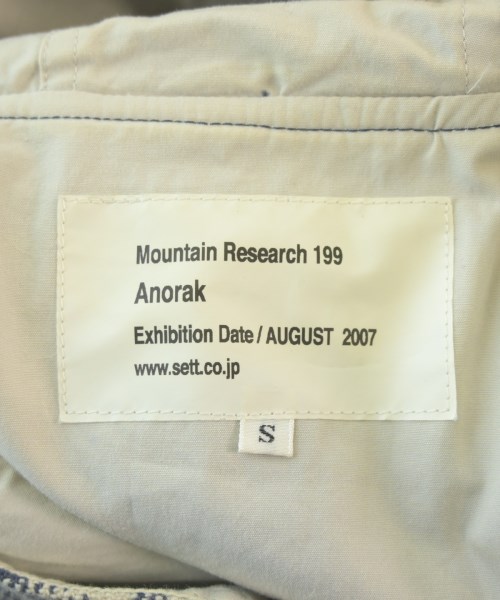 Mountain Research 199
Anorak
Exhibition Date / AUGUST 2007
www.sett.co.jp
S